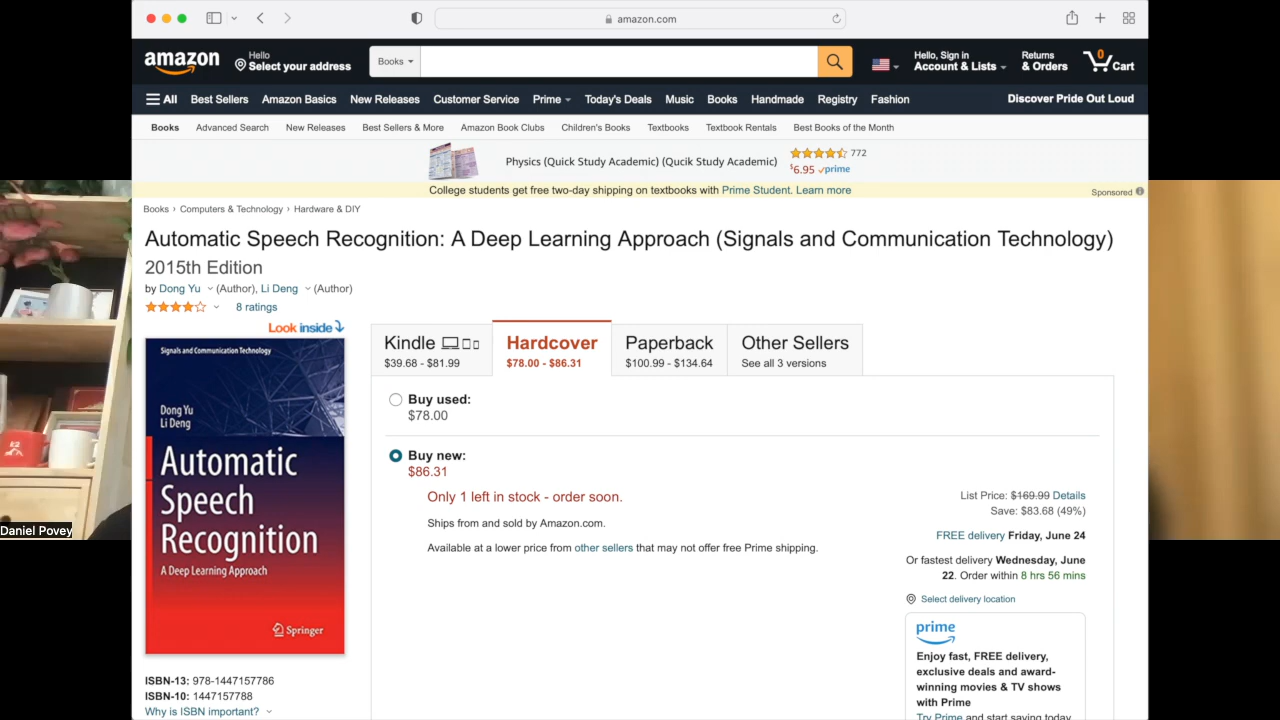 amazon.com
amazon
Hello
Select your address
Books
Hello, Sign in
Account & Lists
Returns
& Orders
0
Cart
All
Best Sellers
Amazon Basics
New Releases
Customer Service
Prime
Today's Deals
Music
Books
Handmade
Registry
Fashion
Discover Pride Out Loud
Books
Advanced Search
New Releases
Best Sellers & More
Amazon Book Clubs
Children's Books
Textbooks
Textbook Rentals
Best Books of the Month
Physics (Quick Study Academic) (Qucik Study Academic)
772
$6.95 prime
College students get free two-day shipping on textbooks with Prime Student. Learn more
Sponsored
Books › Computers & Technology › Hardware & DIY
Automatic Speech Recognition: A Deep Learning Approach (Signals and Communication Technology)
2015th Edition
by Dong Yu (Author), Li Deng (Author)
8 ratings
Look inside
Signals and Communication Technology
Dong Yu
Li Deng
Automatic
Speech
Recognition
A Deep Learning Approach
Springer
Kindle
$39.68 - $81.99
Hardcover
$78.00 - $86.31
Paperback
$100.99 - $134.64
Other Sellers
See all 3 versions
Buy used:
$78.00
Buy new:
$86.31
Only 1 left in stock - order soon.
Ships from and sold by Amazon.com.
Available at a lower price from other sellers that may not offer free Prime shipping.
List Price: $169.99 Details
Save: $83.68 (49%)
FREE delivery Friday, June 24
Or fastest delivery Wednesday, June
22. Order within 8 hrs 56 mins
Select delivery location
prime
Enjoy fast, FREE delivery,
exclusive deals and award-
winning movies & TV shows
with Prime
Try Prime and start saving today
ISBN-13: 978-1447157786
ISBN-10: 1447157788
Why is ISBN important?
Daniel Povey
#2